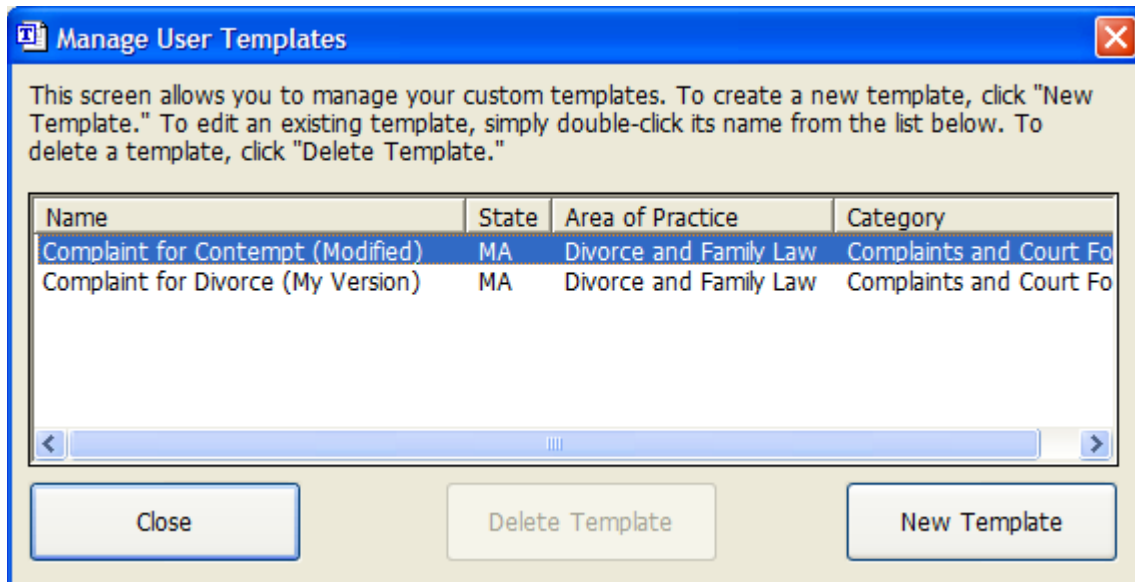 Manage User Templates
This screen allows you to manage your custom templates. To create a new template, click "New
Template." To edit an existing template, simply double-click its name from the list below. To
delete a template, click "Delete Template."
Name State Area of Practice Category
Complaint for Contempt (Modified) MA Divorce and Family Law Complaints and Court Fo
Complaint for Divorce (My Version) MA Divorce and Family Law Complaints and Court Fo
Close Delete Template New Template